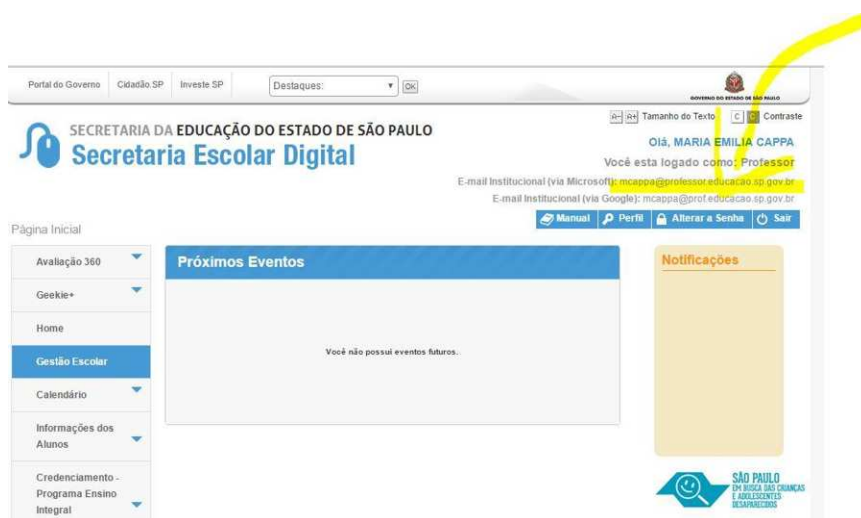 Portal do Governo Cidadão.SP Investe SP Destaques: OK
GOVERNO DO ESTADO DE SÃO PAULO
A- A+ Tamanho do Texto C C Contraste
SECRETARIA DA EDUCAÇÃO DO ESTADO DE SÃO PAULO
Secretaria Escolar Digital
Olá, MARIA EMILIA CAPPA
Você esta logado como: Professor
E-mail Institucional (via Microsoft): mcappa@professor.educacao.sp.gov.br
E-mail Institucional (via Google): mcappa@prof.educacao.sp.gov.br
Manual Perfil Alterar a Senha Sair
Página Inicial
Avaliação 360
Geekie+
Home
Gestão Escolar
Calendário
Informações dos
Alunos
Credenciamento -
Programa Ensino
Integral
Próximos Eventos
Você não possui eventos futuros.
Notificações
SÃO PAULO
EM BUSCA DAS CRIANÇAS
E ADOLESCENTES
DESAPARECIDOS